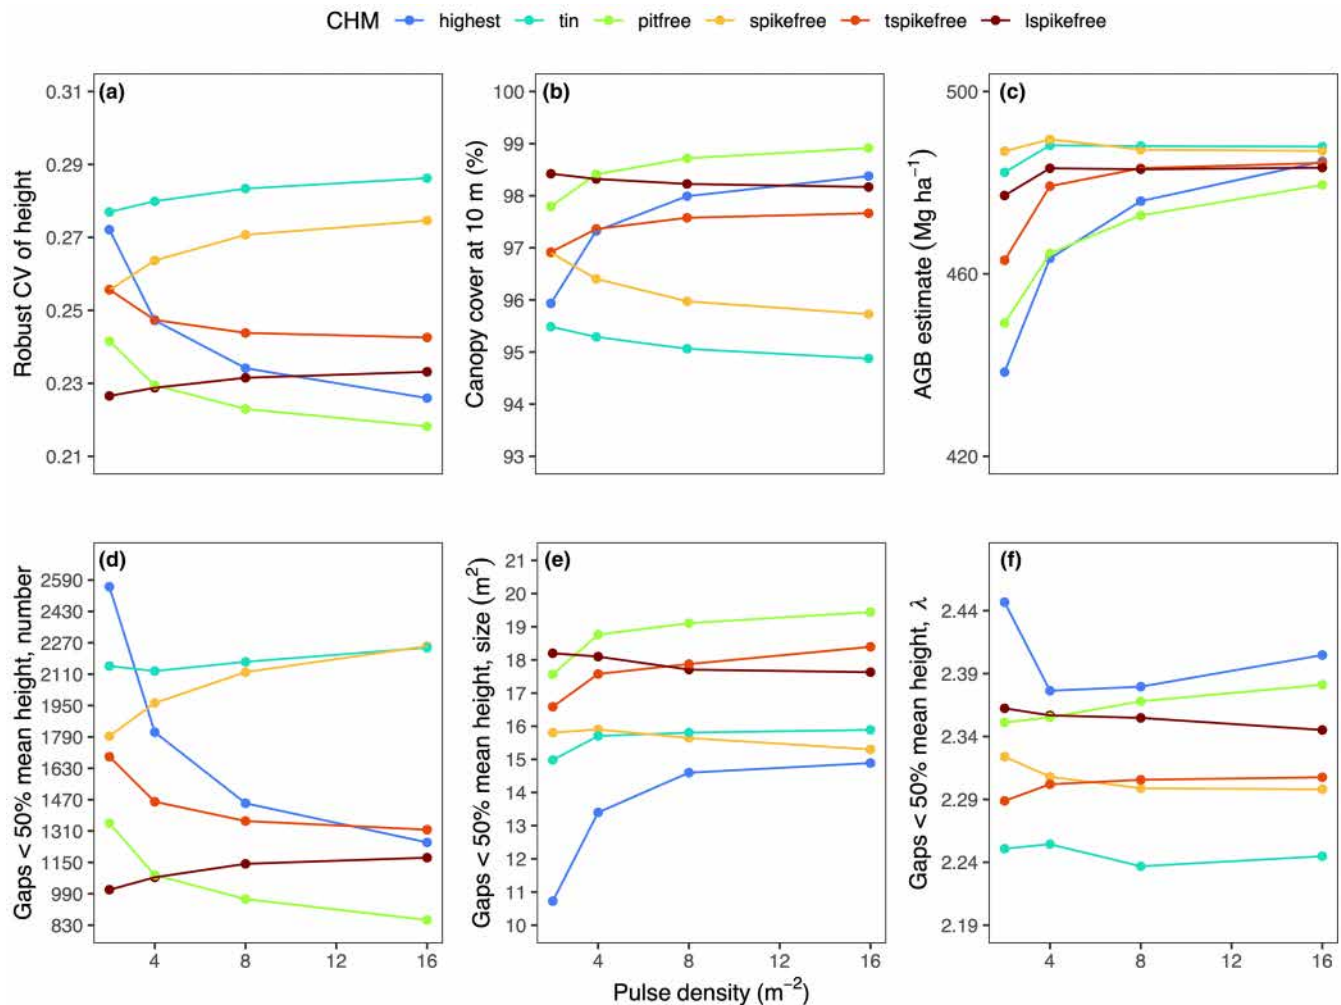 CHM highest tin pitfree spikefree tspikefree lspikefree
(a)
Robust CV of height
0.31
0.29
0.27
0.25
0.23
0.21
(b)
Canopy cover at 10 m (%)
100
99
98
97
96
95
94
93
(c)
AGB estimate (Mg ha⁻¹)
500
460
420
(d)
Gaps < 50% mean height, number
2590
2430
2270
2110
1950
1790
1630
1470
1310
1150
990
830
4 8 12 16
(e)
Gaps < 50% mean height, size (m²)
21
20
19
18
17
16
15
14
13
12
11
10
4 8 12 16
(f)
Gaps < 50% mean height, λ
2.44
2.39
2.34
2.29
2.24
2.19
4 8 12 16
Pulse density (m⁻²)